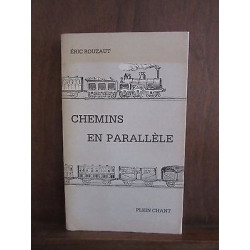 ÉRIC ROUZAUT
CHEMINS
EN PARALLÈLE
PLEIN CHANT